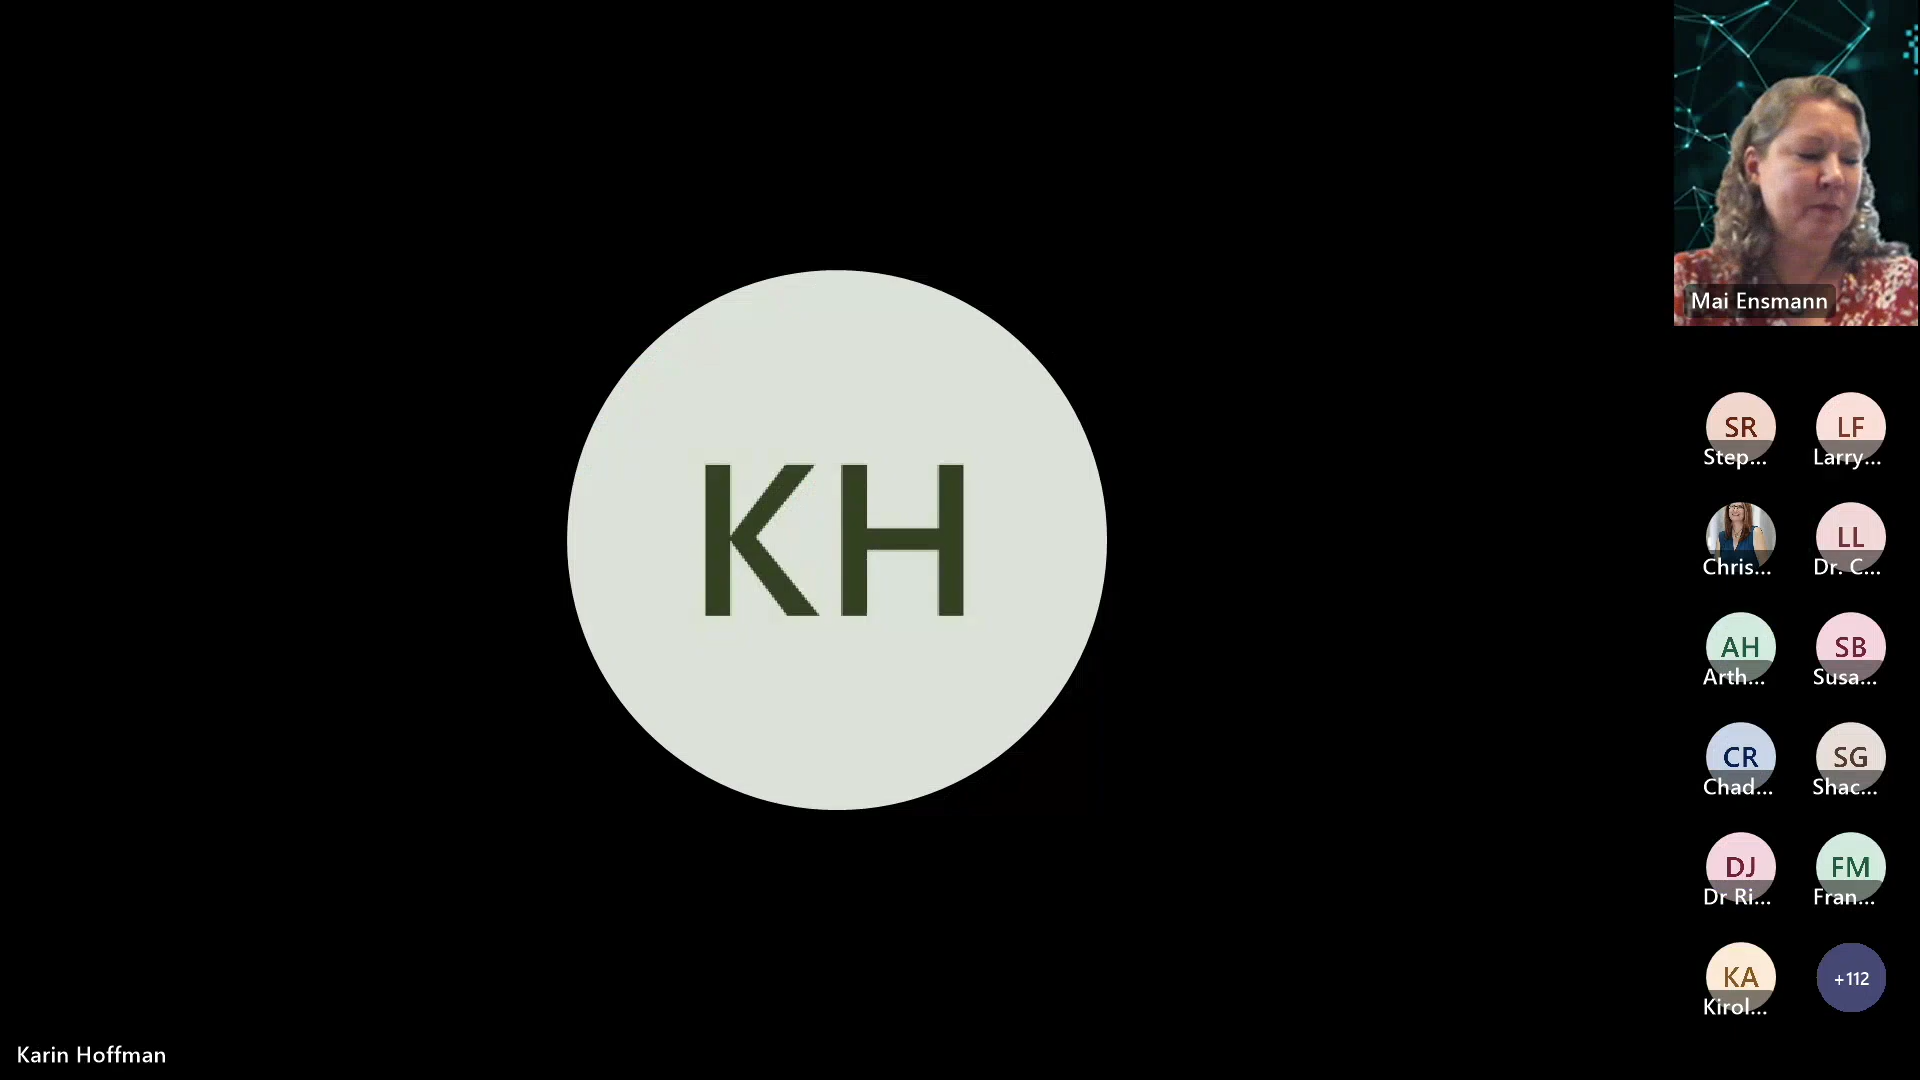 KH
Karin Hoffman
Mai Ensmann
SR LF
Step... Larry...
LL
Chris... Dr. C...
AH SB
Arth... Susa...
CR SG
Chad... Shac...
DJ FM
Dr Ri... Fran...
KA +112
Kirol...